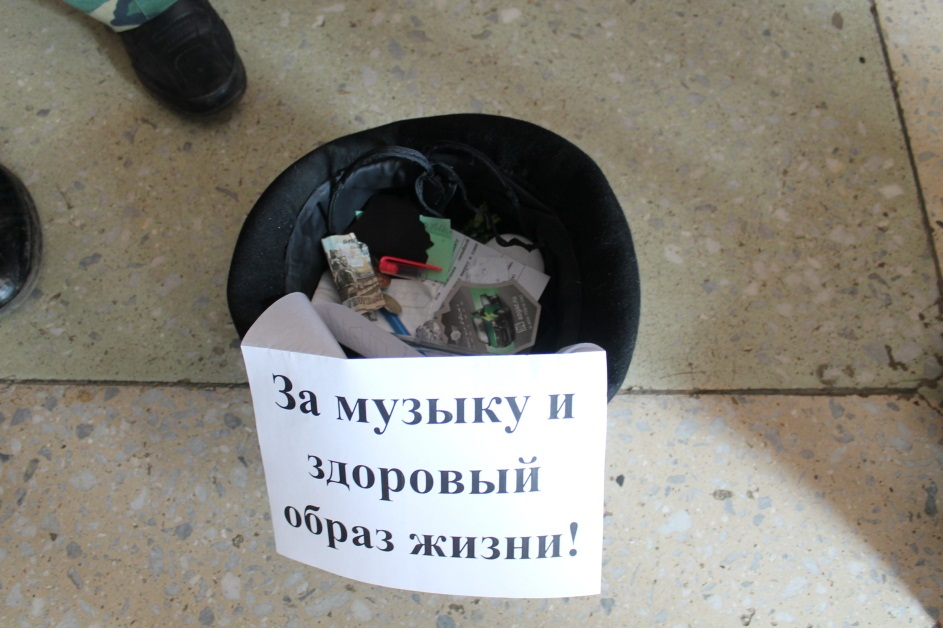 За музыку и
здоровый
образ жизни!